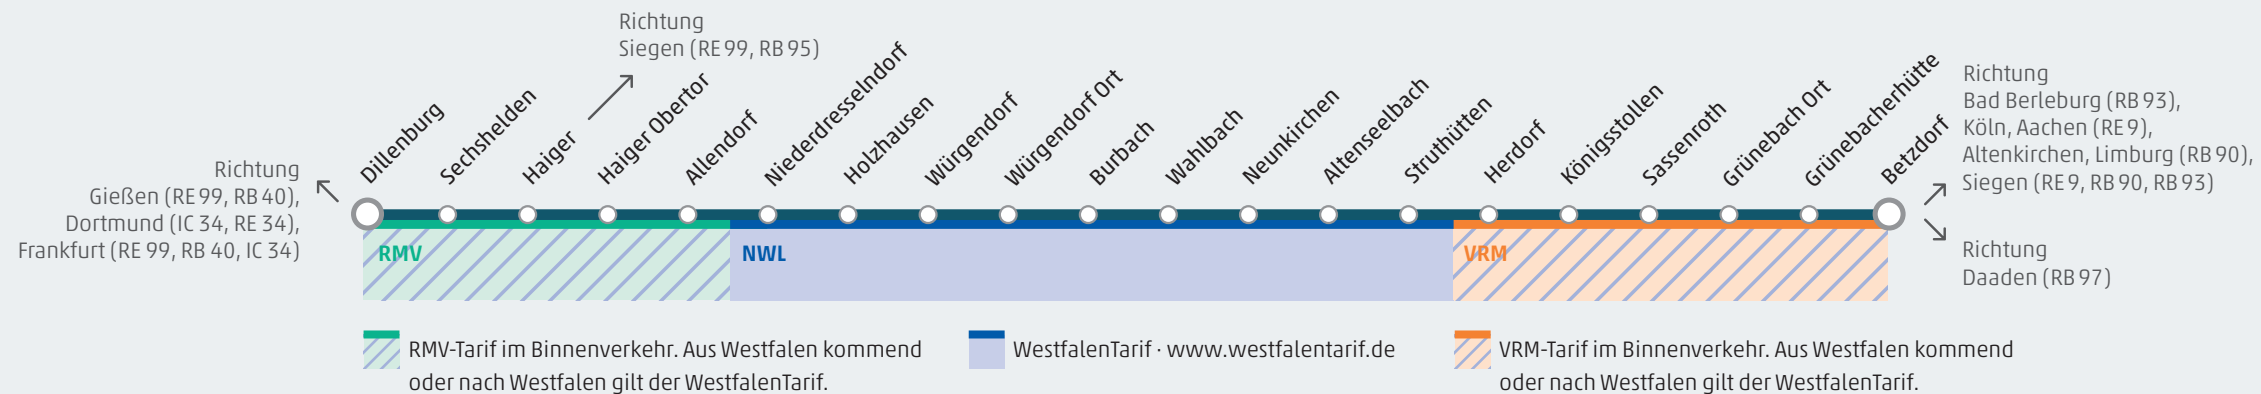 Richtung
Siegen (RE 99, RB 95)
Richtung
Gießen (RE 99, RB 40),
Dortmund (IC 34, RE 34),
Frankfurt (RE 99, RB 40, IC 34)
Dillenburg
Sechshelden
Haiger
Haiger Obertor
Allendorf
Niederdresselndorf
Holzhausen
Würgendorf
Würgendorf Ort
Burbach
Wahlbach
Neunkirchen
Altenseelbach
Struthütten
Herdorf
Königsstollen
Sassenroth
Grünebach Ort
Grünebacherhütte
Betzdorf
Richtung
Bad Berleburg (RB 93),
Köln, Aachen (RE 9),
Altenkirchen, Limburg (RB 90),
Siegen (RE 9, RB 90, RB 93)
Richtung
Daaden (RB 97)
RMV
NWL
VRM
RMV-Tarif im Binnenverkehr. Aus Westfalen kommend
oder nach Westfalen gilt der WestfalenTarif.
WestfalenTarif · www.westfalentarif.de
VRM-Tarif im Binnenverkehr. Aus Westfalen kommend
oder nach Westfalen gilt der WestfalenTarif.